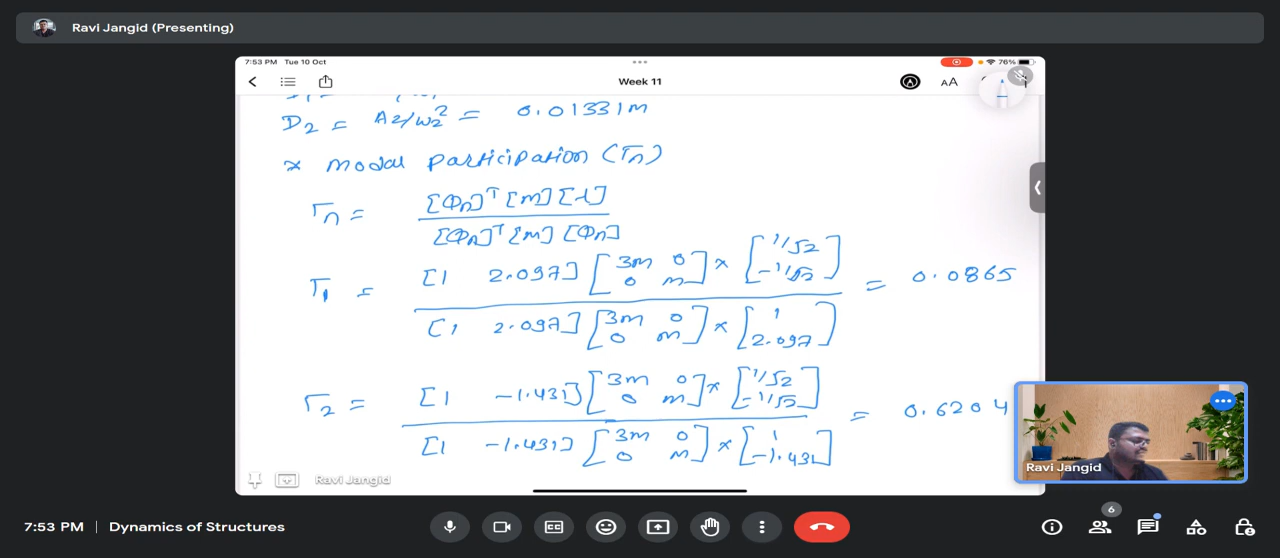 Ravi Jangid (Presenting)
7:53 PM Tue 10 Oct
76%
Week 11
AA
D2 = A2/ω2² = 0.01331m
* modal participation (Γn)
Γn = [Φn]ᵀ [m] [ι] / [Φn]ᵀ [m] [Φn]
Γ1 = [1 2.097] [3m 0 0 m] × [1/√2 -1/√2] / [1 2.097] [3m 0 0 m] × [1 2.097] = 0.0865
Γ2 = [1 -1.431] [3m 0 0 m] × [1/√2 -1/√2] / [1 -1.431] [3m 0 0 m] × [1 -1.431] = 0.6204
Ravi Jangid
Ravi Jangid
7:53 PM | Dynamics of Structures
CC
6